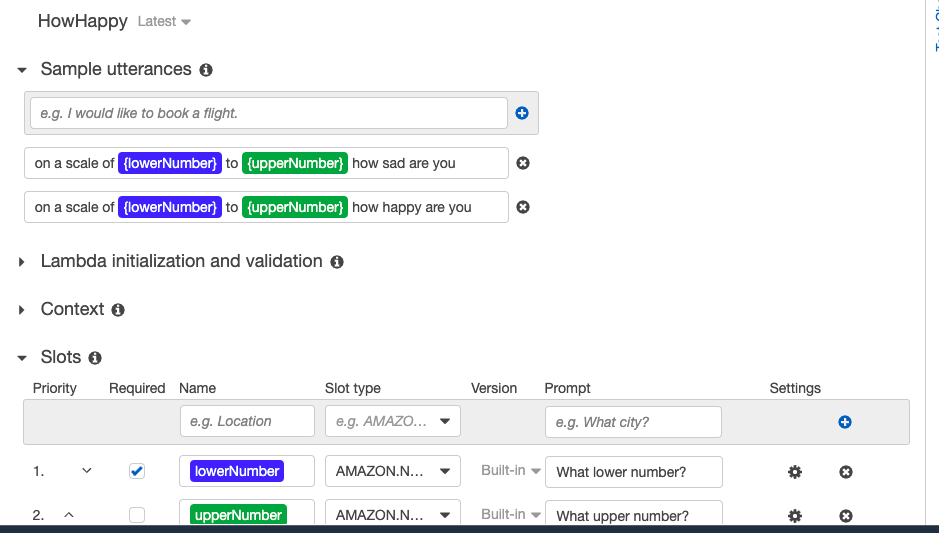 HowHappy Latest
Sample utterances
e.g. I would like to book a flight.
on a scale of {lowerNumber} to {upperNumber} how sad are you
on a scale of {lowerNumber} to {upperNumber} how happy are you
Lambda initialization and validation
Context
Slots
Priority Required Name Slot type Version Prompt Settings
e.g. Location e.g. AMAZO... e.g. What city?
1. lowerNumber AMAZON.N... Built-in What lower number?
2. upperNumber AMAZON.N... Built-in What upper number?